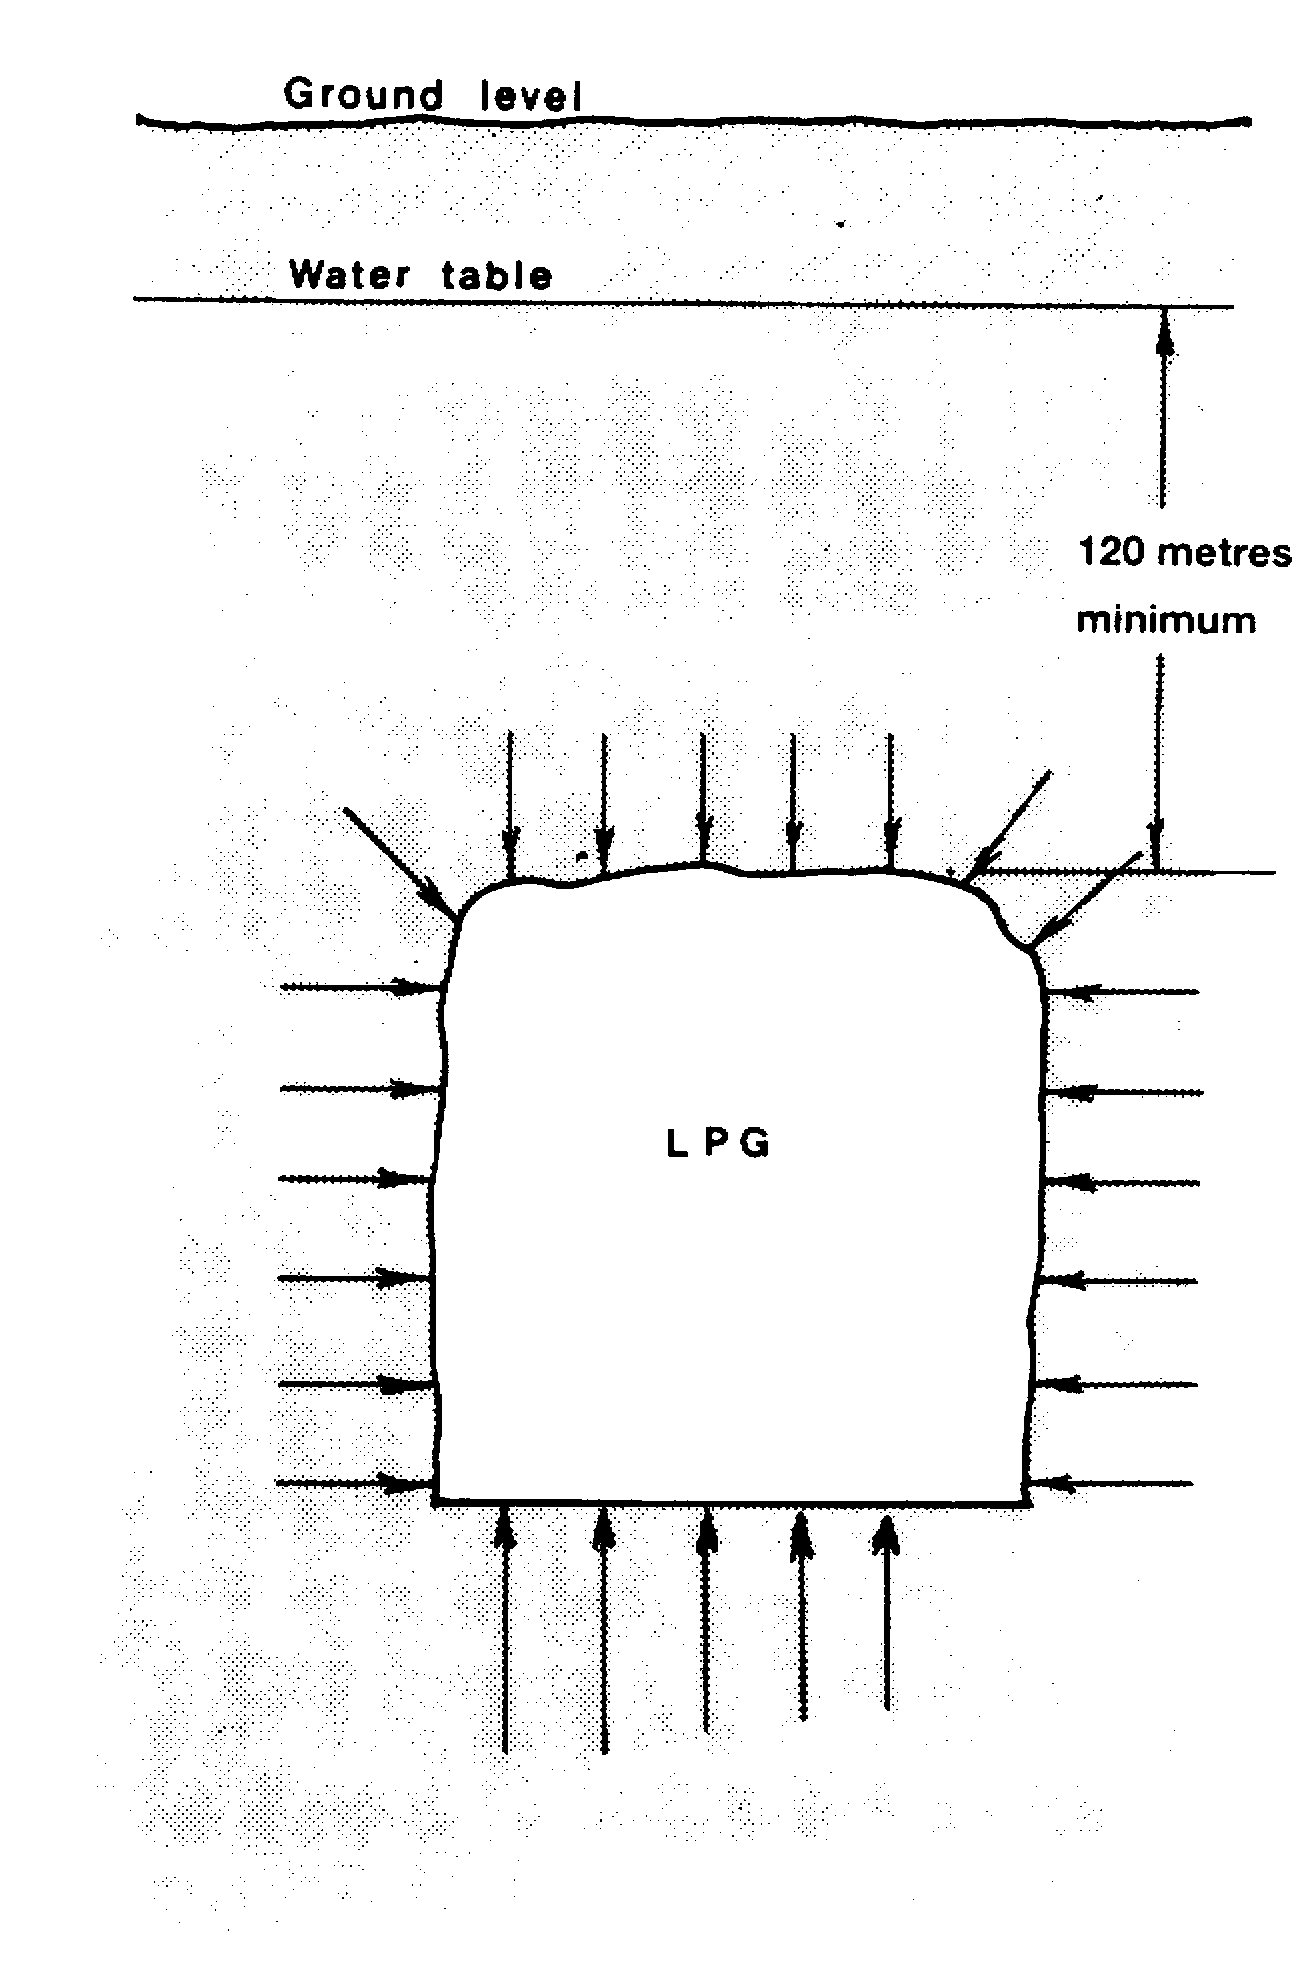 Ground level
Water table
120 metres
minimum
LPG